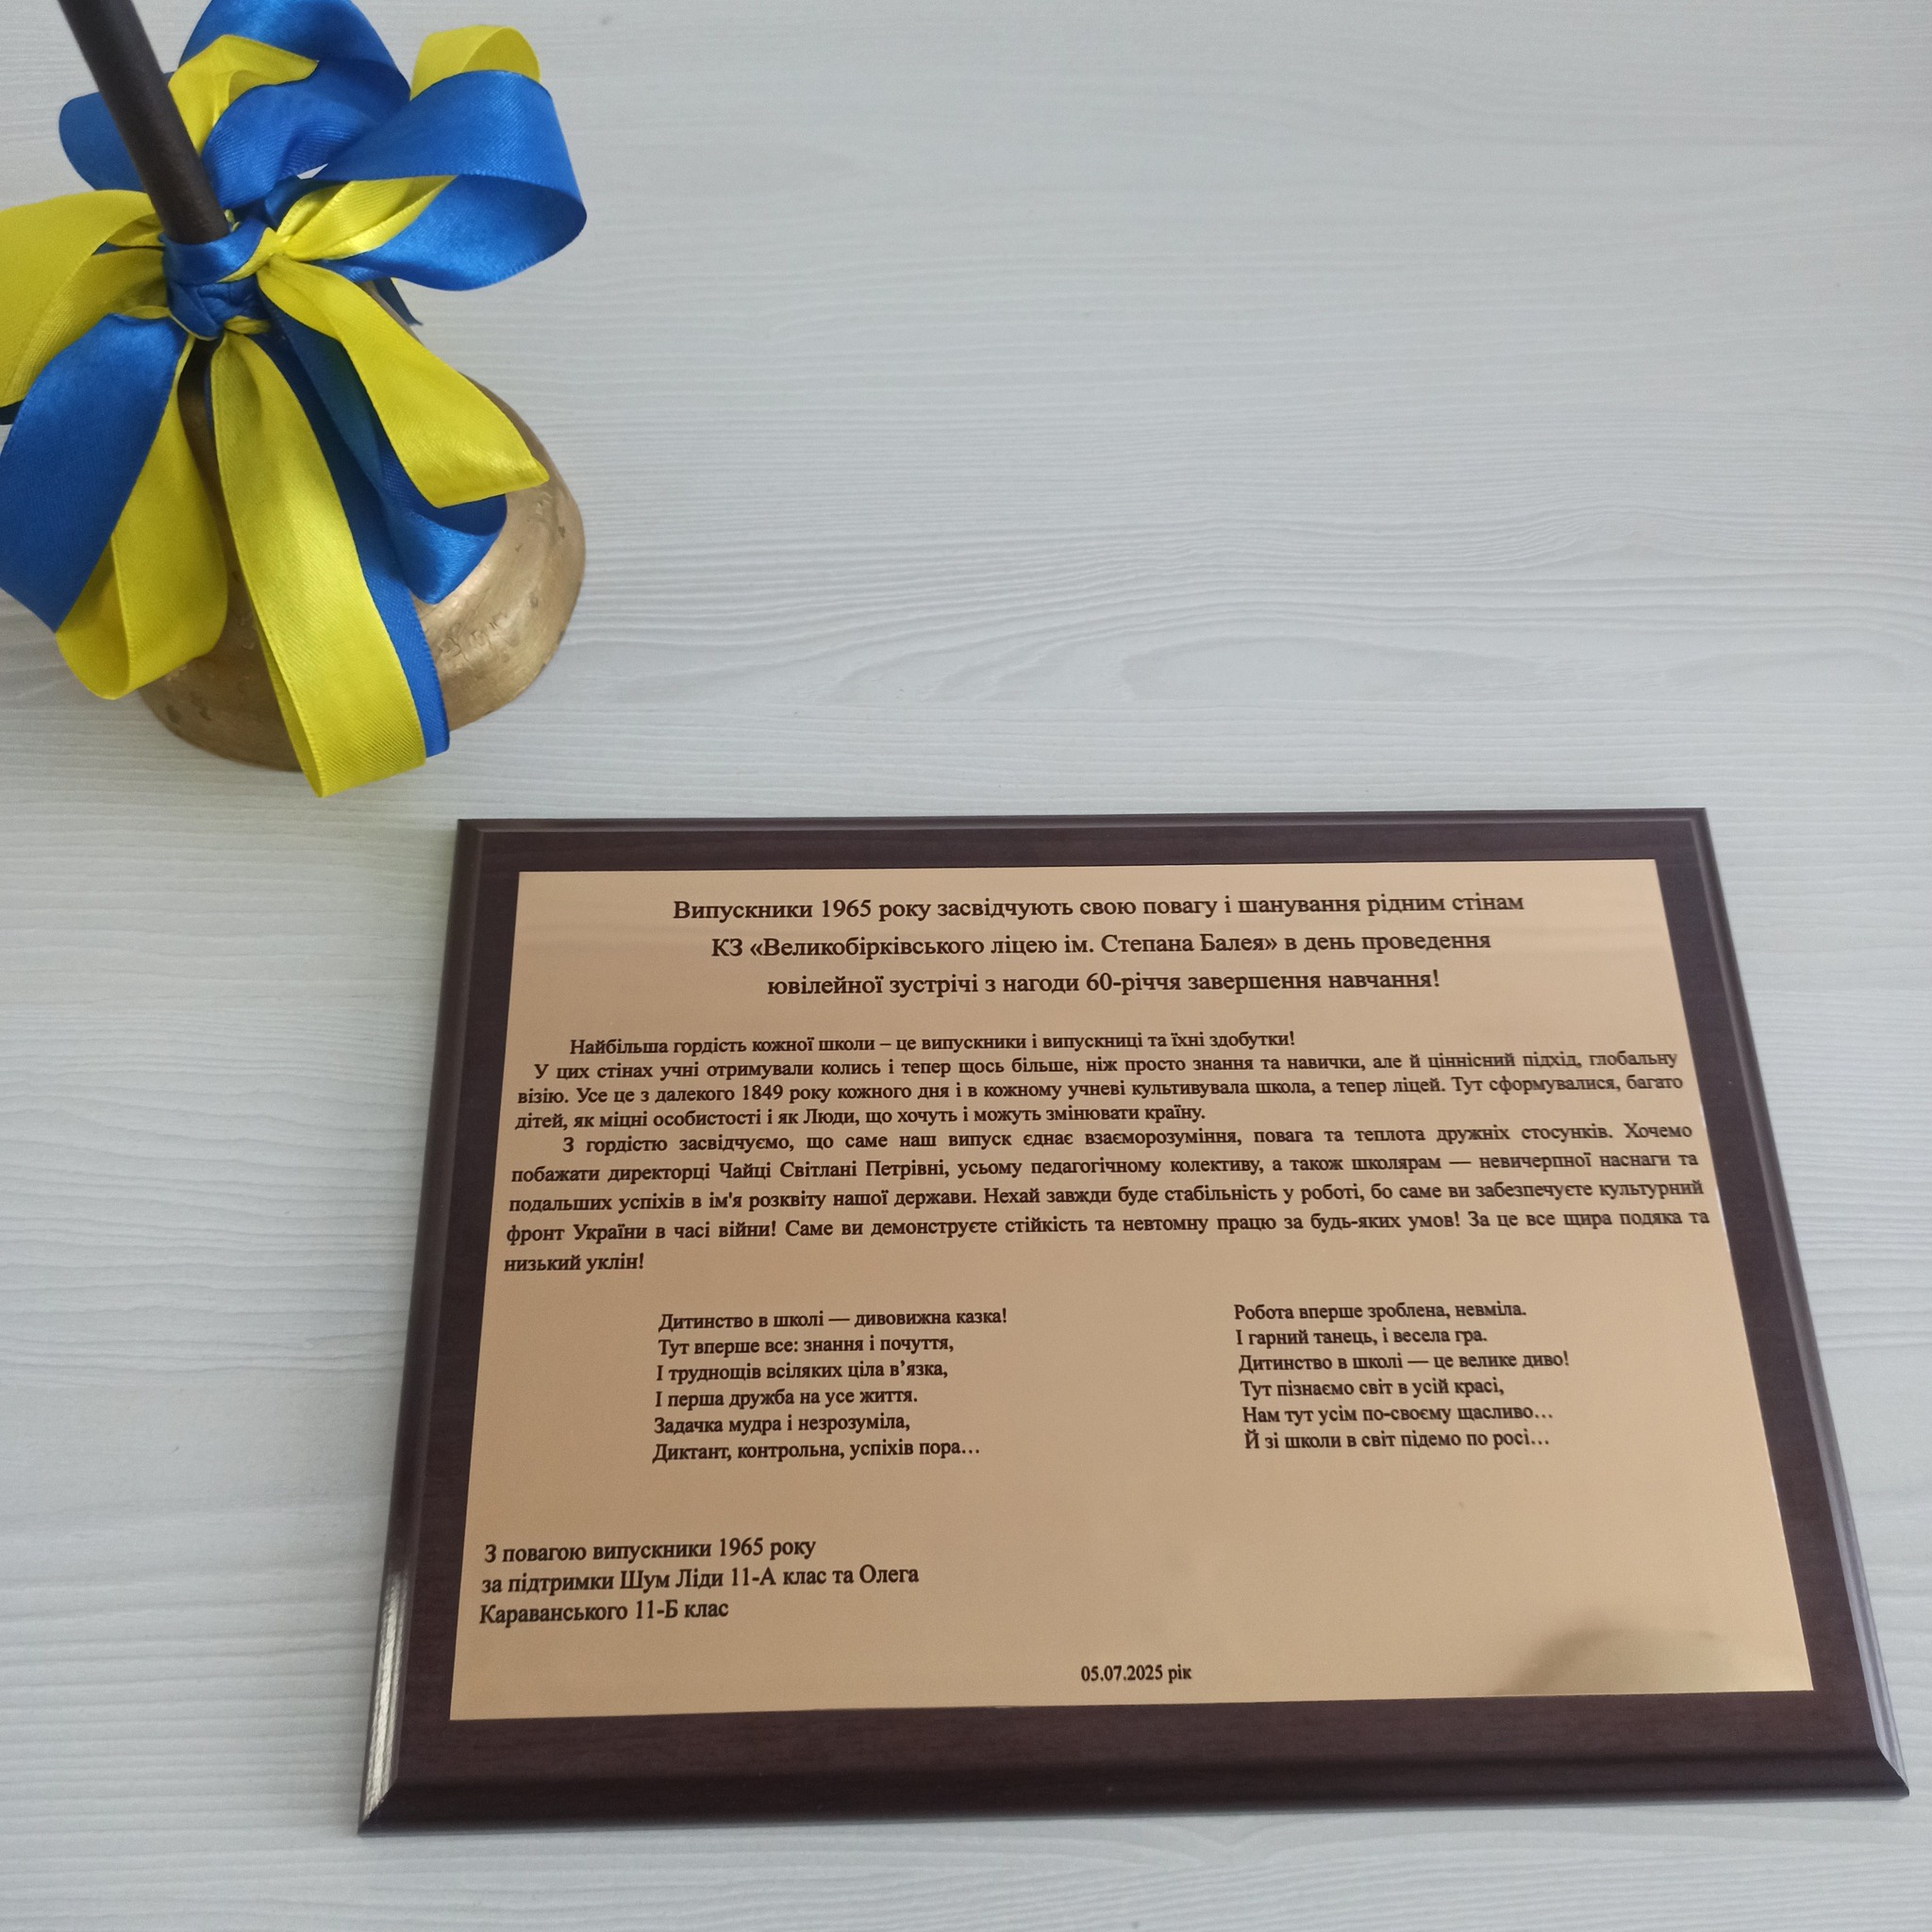 Випускники 1965 року засвідчують свою повагу і шанування рідним стінам
КЗ «Великобірківського ліцею ім. Степана Балея» в день проведення
ювілейної зустрічі з нагоди 60-річчя завершення навчання!
Найбільша гордість кожної школи – це випускники і випускниці та їхні здобутки!
У цих стінах учні отримували колись і тепер щось більше, ніж просто знання та навички, але й ціннісний підхід, глобальну
візію. Усе це з далекого 1849 року кожного дня і в кожному учневі культивувала школа, а тепер ліцей. Тут сформувалися, багато
дітей, як міцні особистості і як Люди, що хочуть і можуть змінювати країну.
З гордістю засвідчуємо, що саме наш випуск єднає взаєморозуміння, повага та теплота дружніх стосунків. Хочемо
побажати директорці Чайці Світлані Петрівні, усьому педагогічному колективу, а також школярам — невичерпної наснаги та
подальших успіхів в ім'я розквіту нашої держави. Нехай завжди буде стабільність у роботі, бо саме ви забезпечуєте культурний
фронт України в часі війни! Саме ви демонструєте стійкість та невтомну працю за будь-яких умов! За це все щира подяка та
низький уклін!
Дитинство в школі — дивовижна казка!
Тут вперше все: знання і почуття,
І труднощів всіляких ціла в’язка,
І перша дружба на усе життя.
Задачка мудра і незрозуміла,
Диктант, контрольна, успіхів пора…
Робота вперше зроблена, невміла.
І гарний танець, і весела гра.
Дитинство в школі — це велике диво!
Тут пізнаємо світ в усій красі,
Нам тут усім по-своєму щасливо…
Й зі школи в світ підемо по росі…
З повагою випускники 1965 року
за підтримки Шум Ліди 11-А клас та Олега
Караванського 11-Б клас
05.07.2025 рік